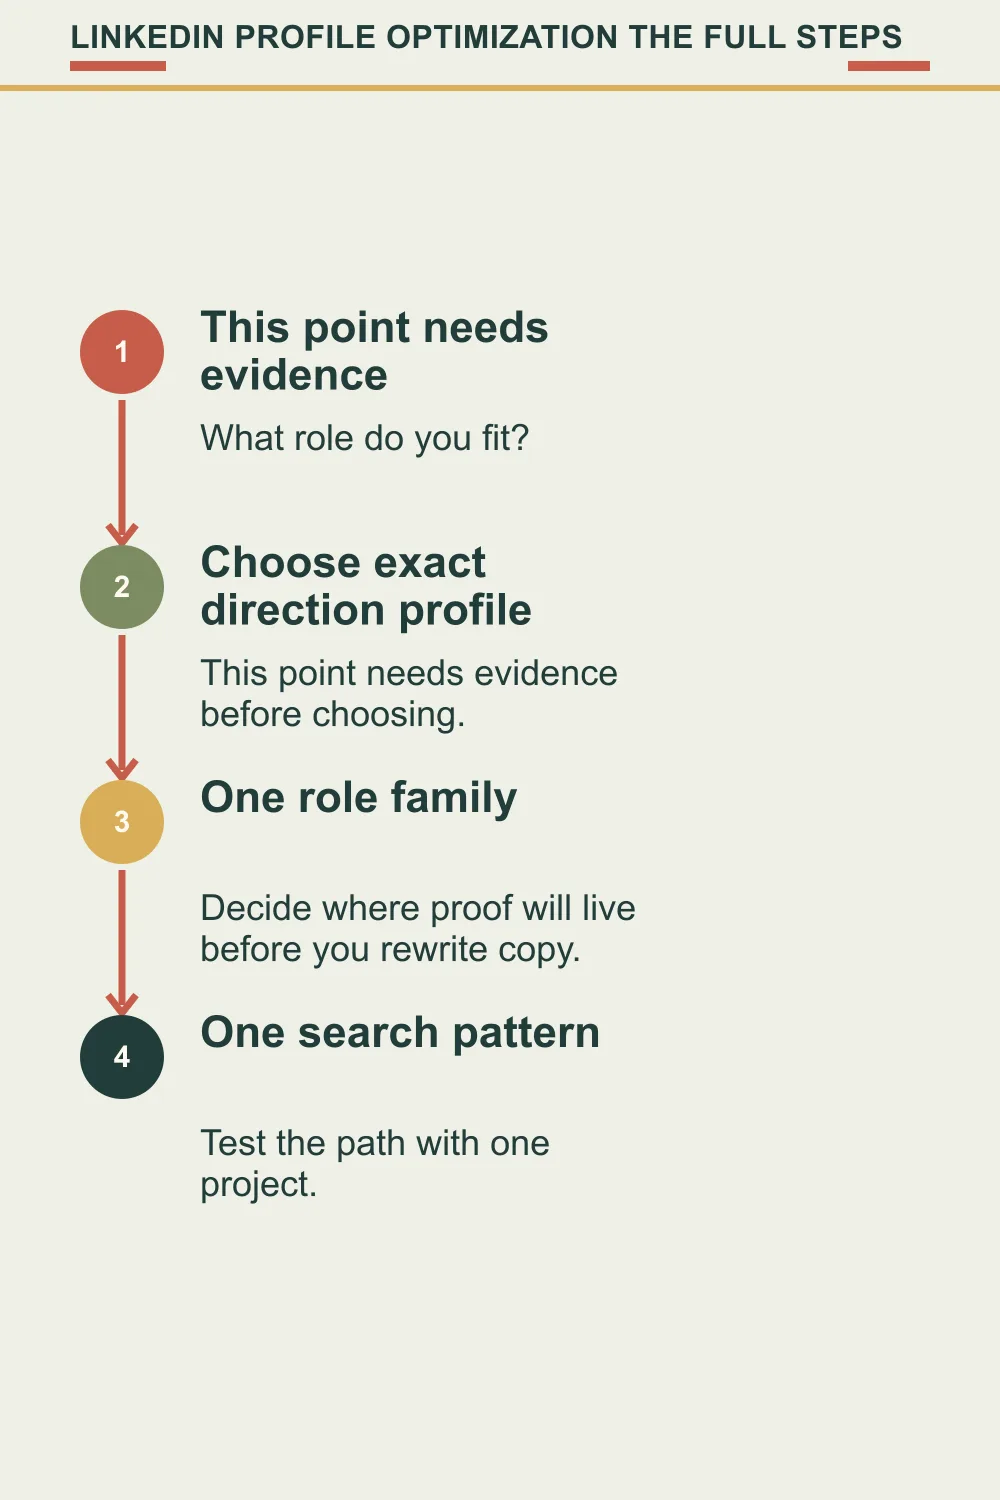 LINKEDIN PROFILE OPTIMIZATION THE FULL STEPS
1
This point needs
evidence
What role do you fit?
2
Choose exact
direction profile
This point needs evidence
before choosing.
3
One role family
Decide where proof will live
before you rewrite copy.
4
One search pattern
Test the path with one
project.